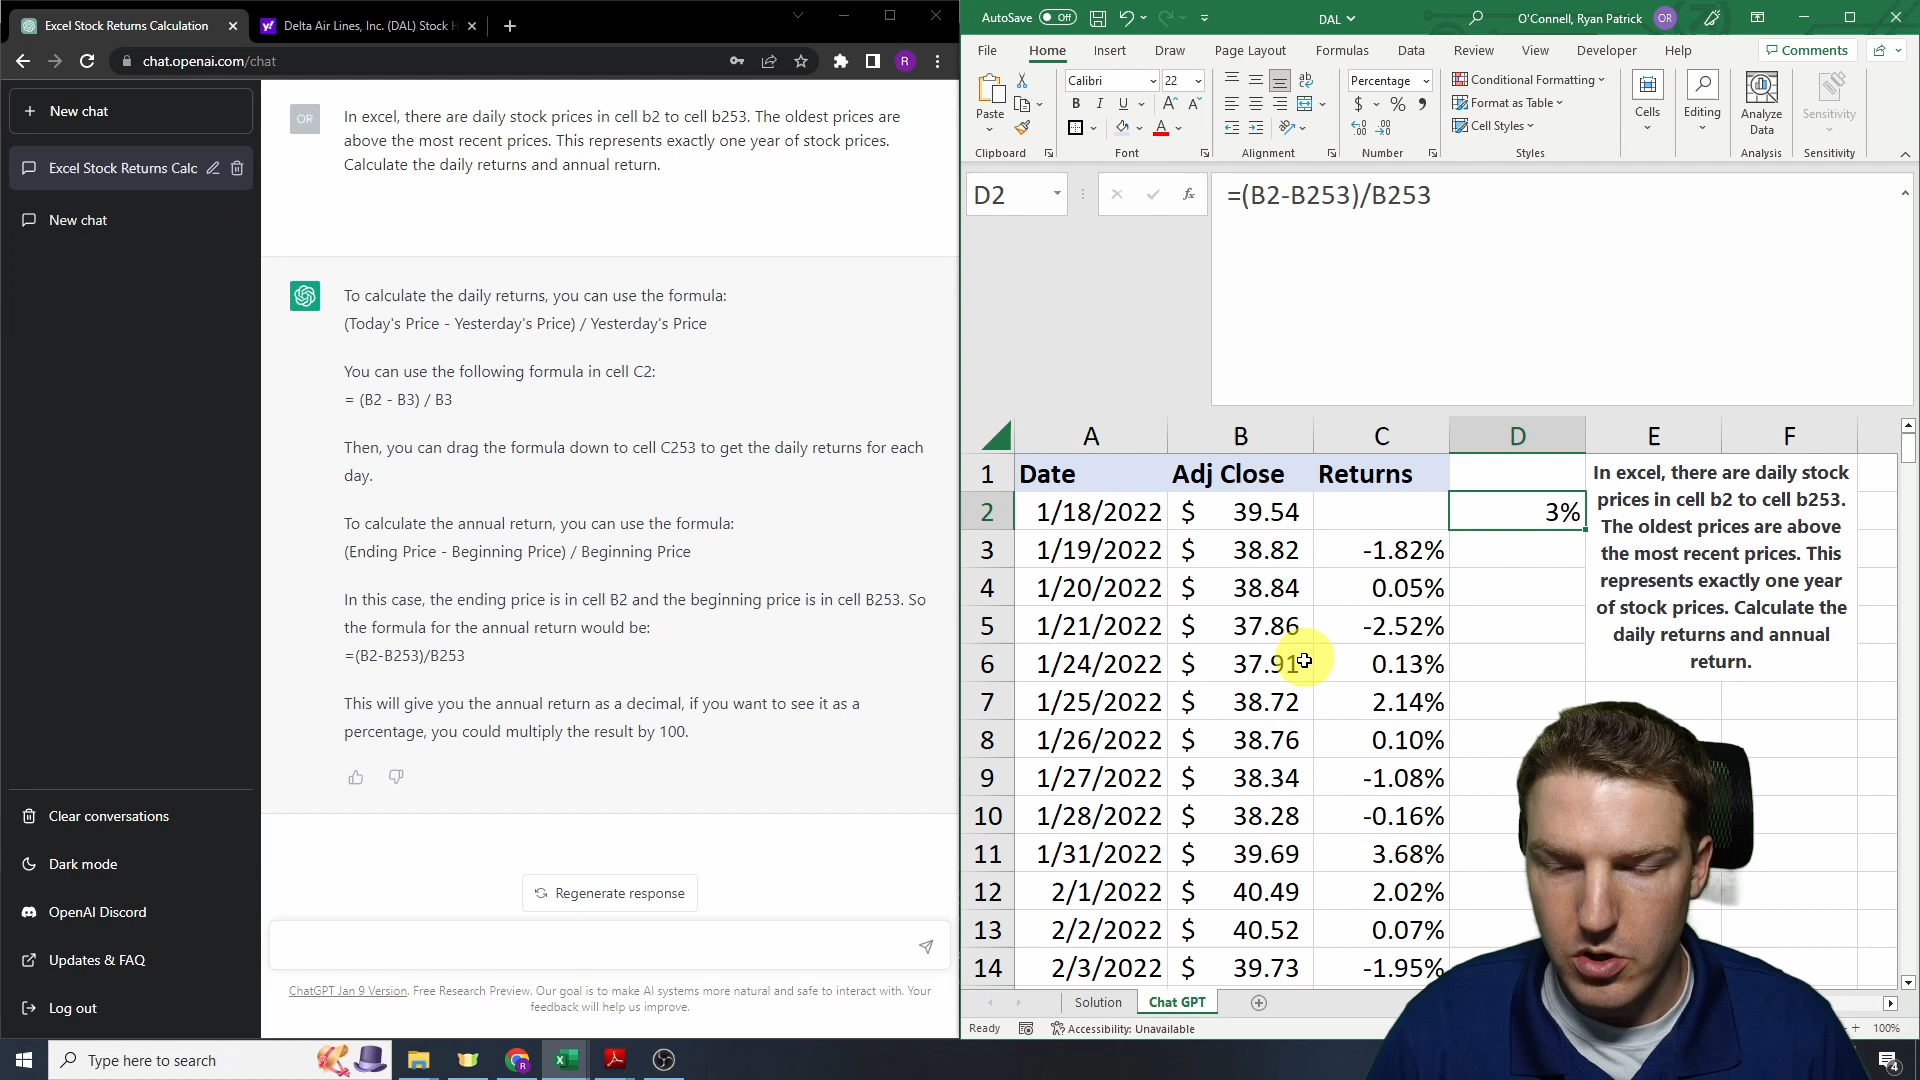 Excel Stock Returns Calculation
Delta Air Lines, Inc. (DAL) Stock H
chat.openai.com/chat
R
New chat
Excel Stock Returns Calc
New chat
Clear conversations
Dark mode
OpenAI Discord
Updates & FAQ
Log out
OR
In excel, there are daily stock prices in cell b2 to cell b253. The oldest prices are
above the most recent prices. This represents exactly one year of stock prices.
Calculate the daily returns and annual return.
To calculate the daily returns, you can use the formula:
(Today's Price - Yesterday's Price) / Yesterday's Price
You can use the following formula in cell C2:
= (B2 - B3) / B3
Then, you can drag the formula down to cell C253 to get the daily returns for each
day.
To calculate the annual return, you can use the formula:
(Ending Price - Beginning Price) / Beginning Price
In this case, the ending price is in cell B2 and the beginning price is in cell B253. So
the formula for the annual return would be:
=(B2-B253)/B253
This will give you the annual return as a decimal, if you want to see it as a
percentage, you could multiply the result by 100.
Regenerate response
ChatGPT Jan 9 Version. Free Research Preview. Our goal is to make AI systems more natural and safe to interact with. Your
feedback will help us improve.
AutoSave Off DAL O'Connell, Ryan Patrick OR
File Home Insert Draw Page Layout Formulas Data Review View Developer Help Comments
Paste
Clipboard
Calibri 22
B I U A A
A
Font
ab
Alignment
Percentage
$ % ,
Number
Conditional Formatting
Format as Table
Cell Styles
Styles
Cells
Editing
Analyze
Data
Analysis
Sensitivity
Sensitivity
D2 fx =(B2-B253)/B253
A B C D E F
1 Date Adj Close Returns
2 1/18/2022 $ 39.54 3%
3 1/19/2022 $ 38.82 -1.82%
4 1/20/2022 $ 38.84 0.05%
5 1/21/2022 $ 37.86 -2.52%
6 1/24/2022 $ 37.91 0.13%
7 1/25/2022 $ 38.72 2.14%
8 1/26/2022 $ 38.76 0.10%
9 1/27/2022 $ 38.34 -1.08%
10 1/28/2022 $ 38.28 -0.16%
11 1/31/2022 $ 39.69 3.68%
12 2/1/2022 $ 40.49 2.02%
13 2/2/2022 $ 40.52 0.07%
14 2/3/2022 $ 39.73 -1.95%
In excel, there are daily stock
prices in cell b2 to cell b253.
The oldest prices are above
the most recent prices. This
represents exactly one year
of stock prices. Calculate the
daily returns and annual
return.
Solution Chat GPT
Ready Accessibility: Unavailable 100%
Type here to search
4